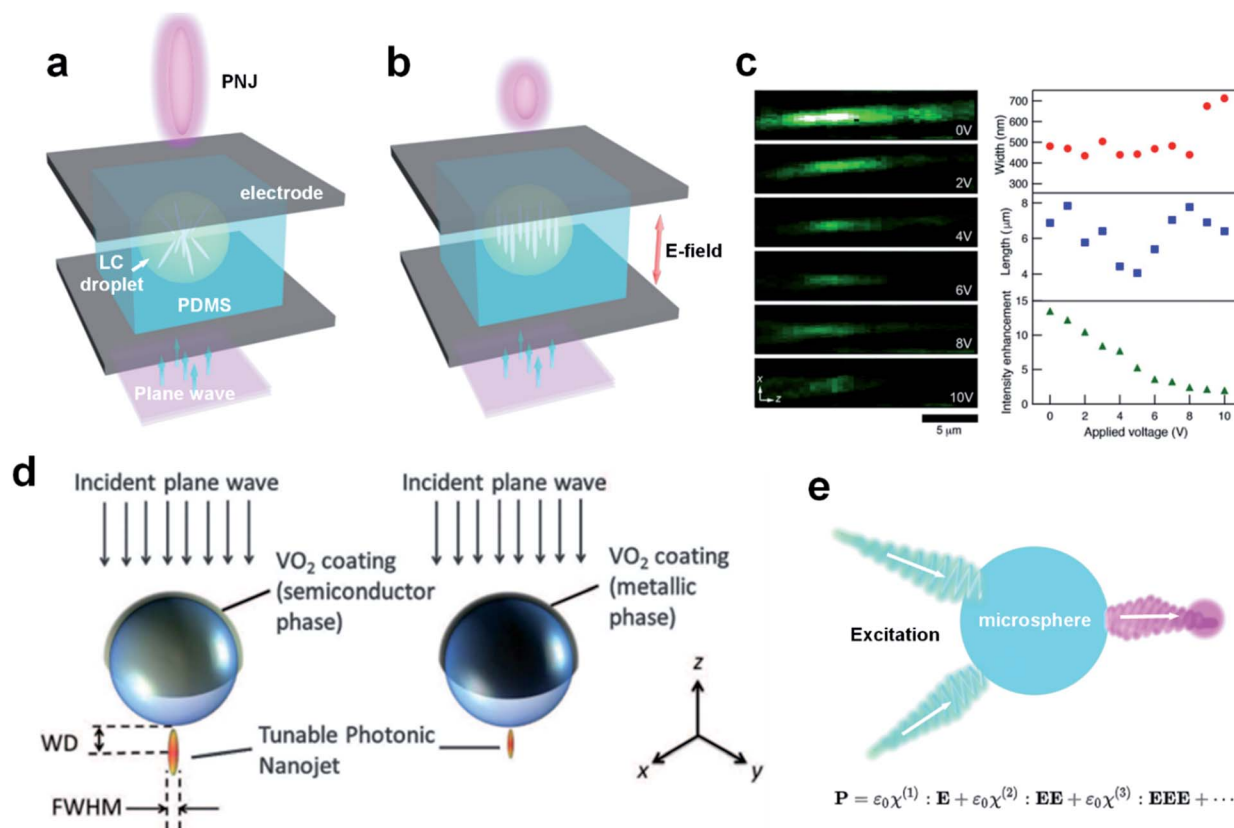 a
PNJ
electrode
LC
droplet
PDMS
Plane wave
b
E-field
c
0V
2V
4V
6V
8V
10V
x
z
5 μm
700
600
500
400
300
Width (nm)
8
6
4
Length (μm)
15
10
5
0
Intensity enhancement
0 2 4 6 8 10
Applied voltage (V)
d
Incident plane wave
VO₂ coating
(semiconductor
phase)
WD
FWHM
Tunable Photonic
Nanojet
Incident plane wave
VO₂ coating
(metallic
phase)
z
x
y
e
Excitation
microsphere
P = ε₀χ⁽¹⁾ : E + ε₀χ⁽²⁾ : EE + ε₀χ⁽³⁾ : EEE + ⋯